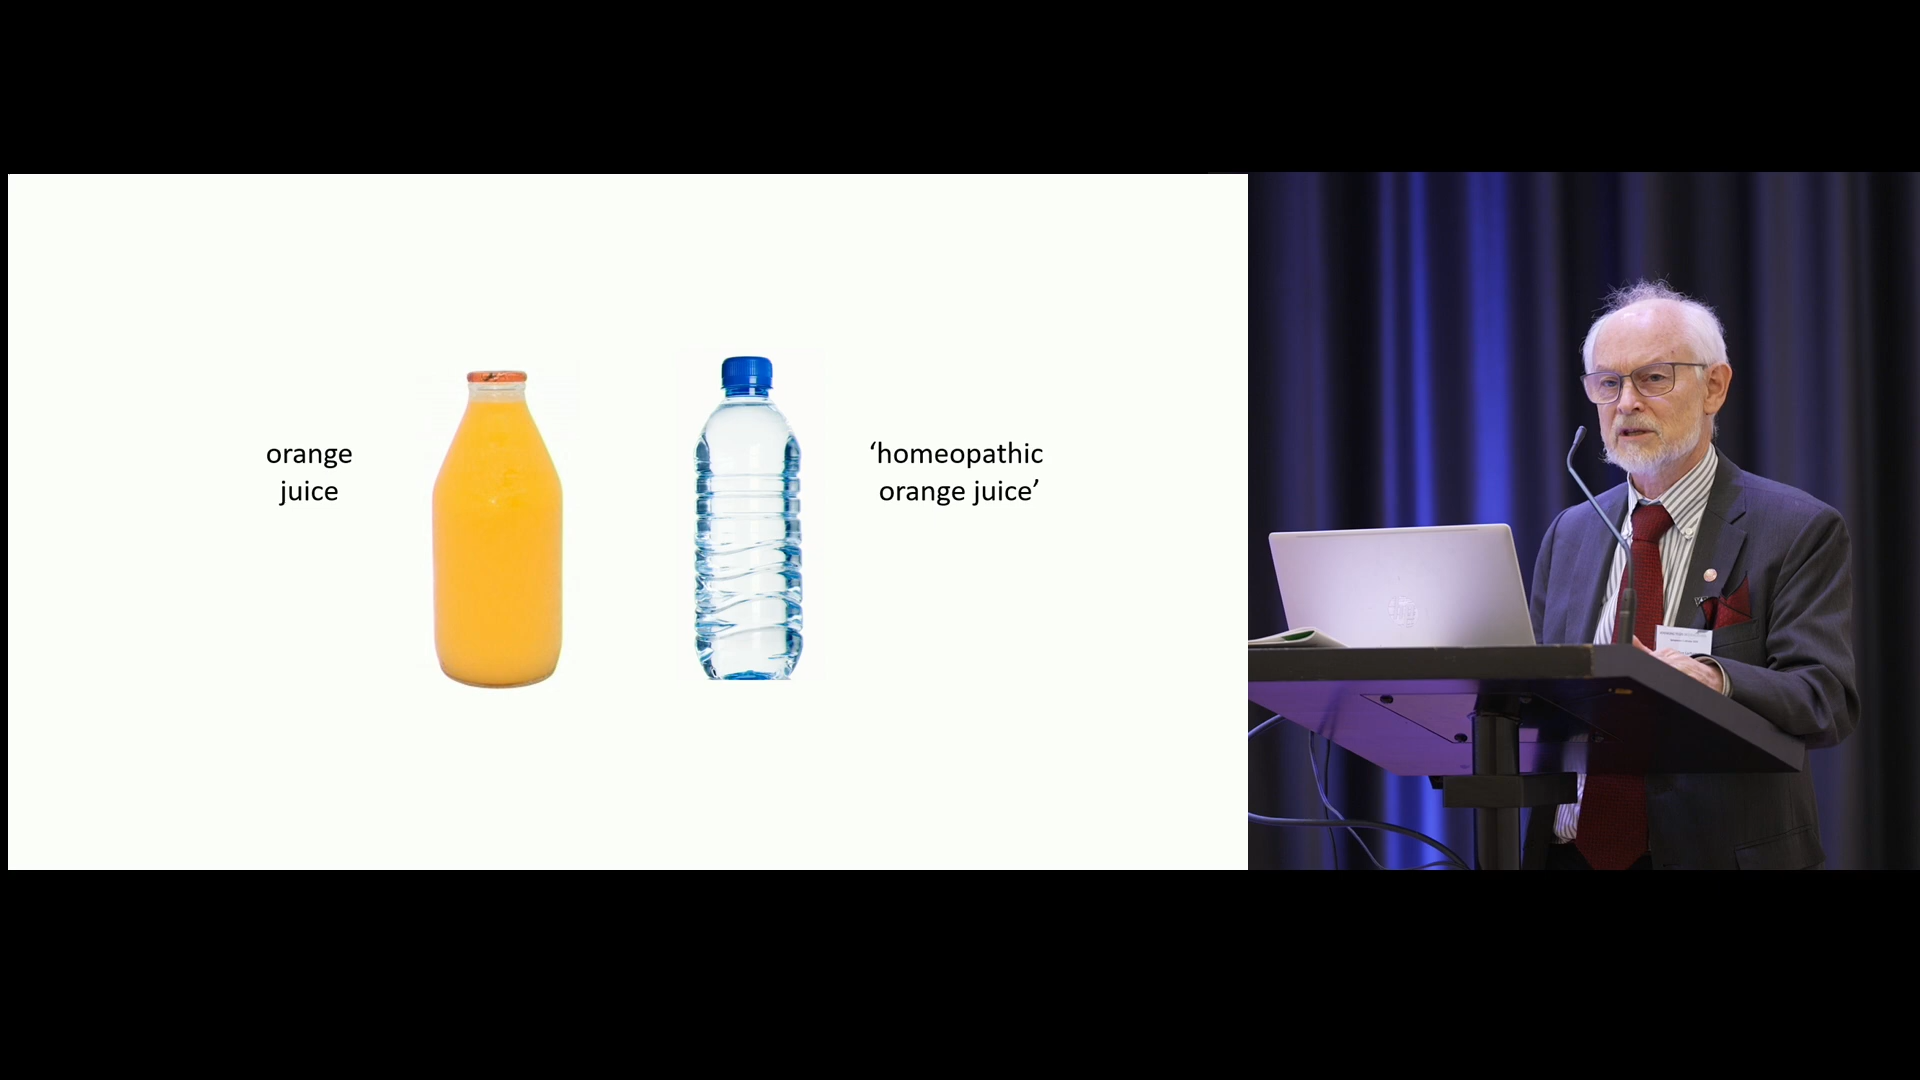 orange
juice
‘homeopathic
orange juice’